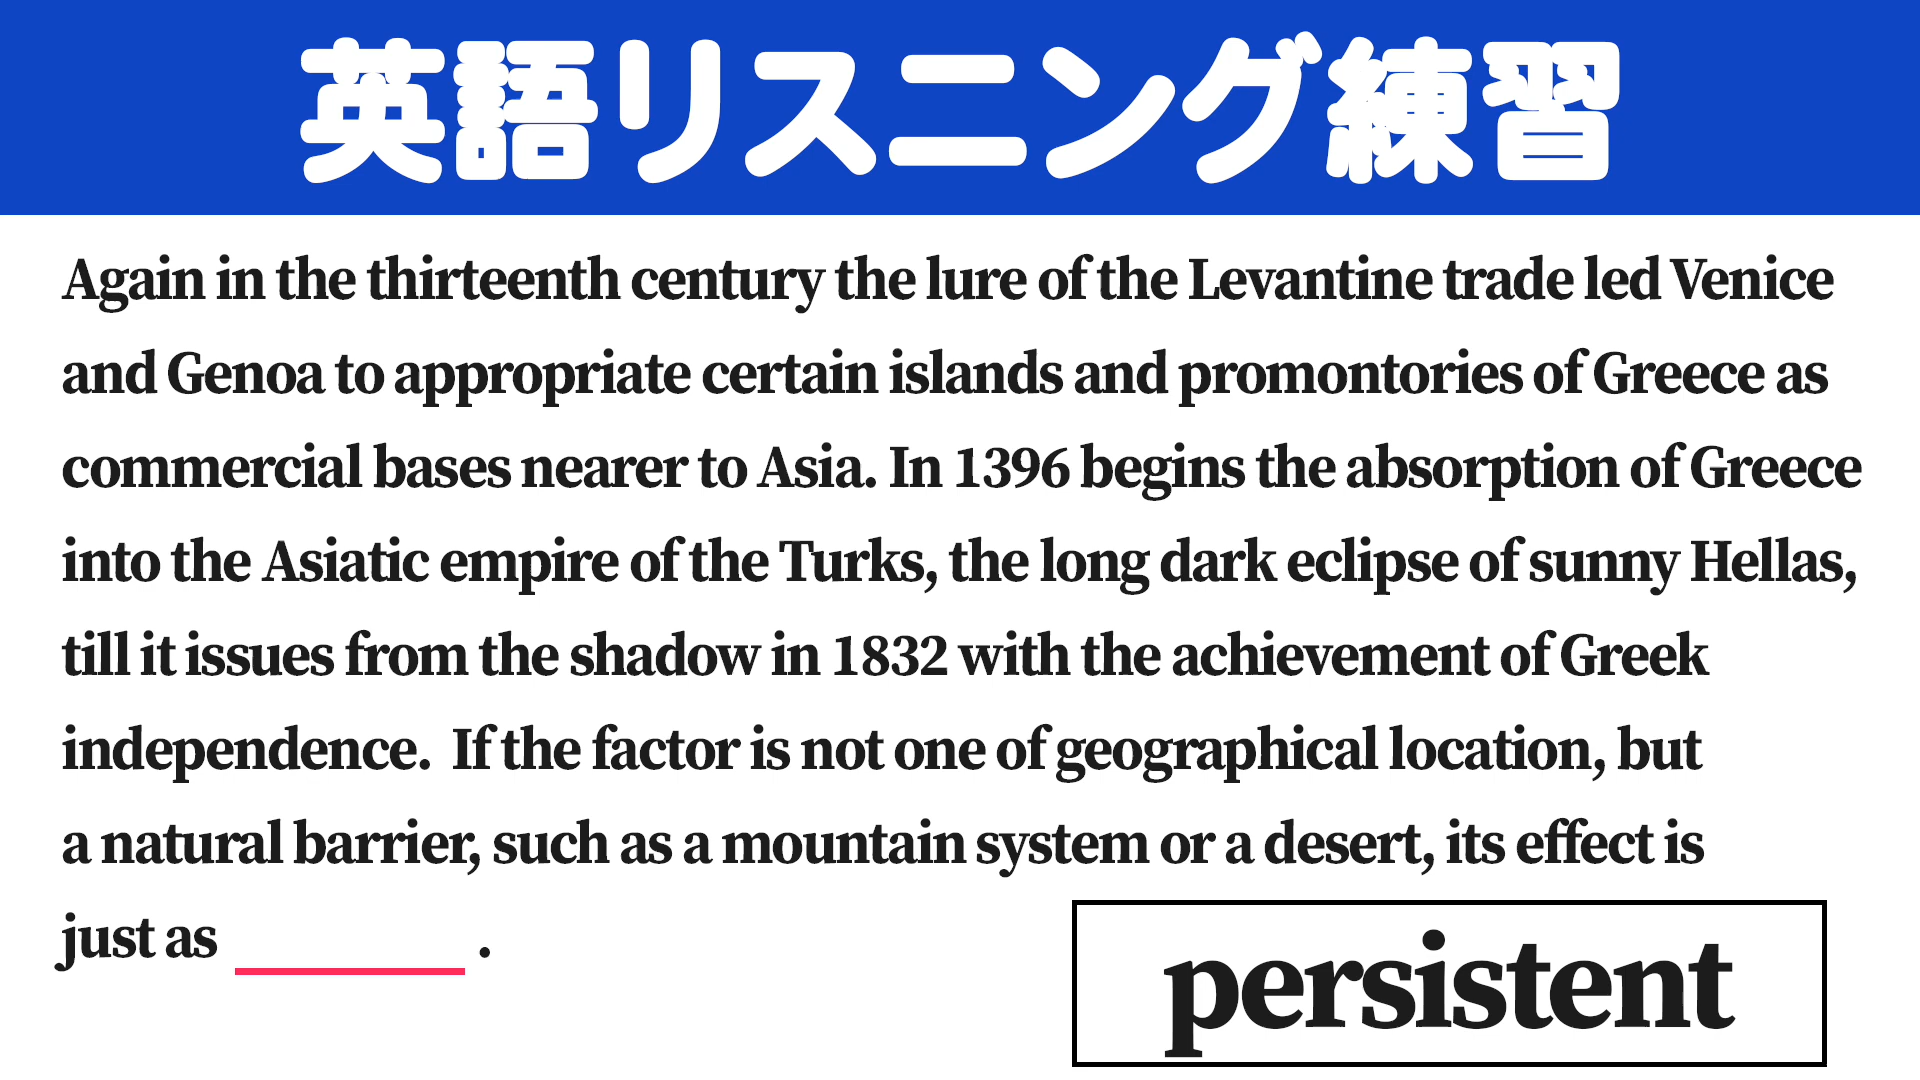 英語リスニング練習
Again in the thirteenth century the lure of the Levantine trade led Venice
and Genoa to appropriate certain islands and promontories of Greece as
commercial bases nearer to Asia. In 1396 begins the absorption of Greece
into the Asiatic empire of the Turks, the long dark eclipse of sunny Hellas,
till it issues from the shadow in 1832 with the achievement of Greek
independence.  If the factor is not one of geographical location, but
a natural barrier, such as a mountain system or a desert, its effect is
just as ________ .
persistent